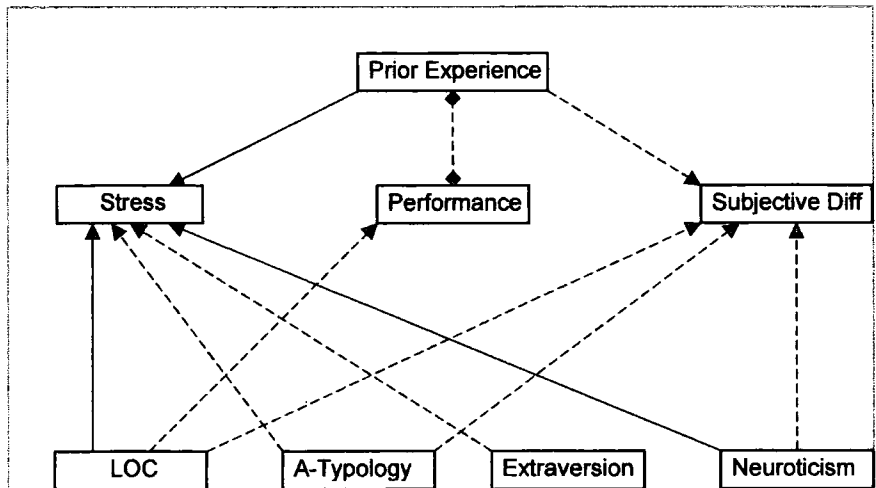 Prior Experience
Stress
Performance
Subjective Diff
LOC
A-Typology
Extraversion
Neuroticism